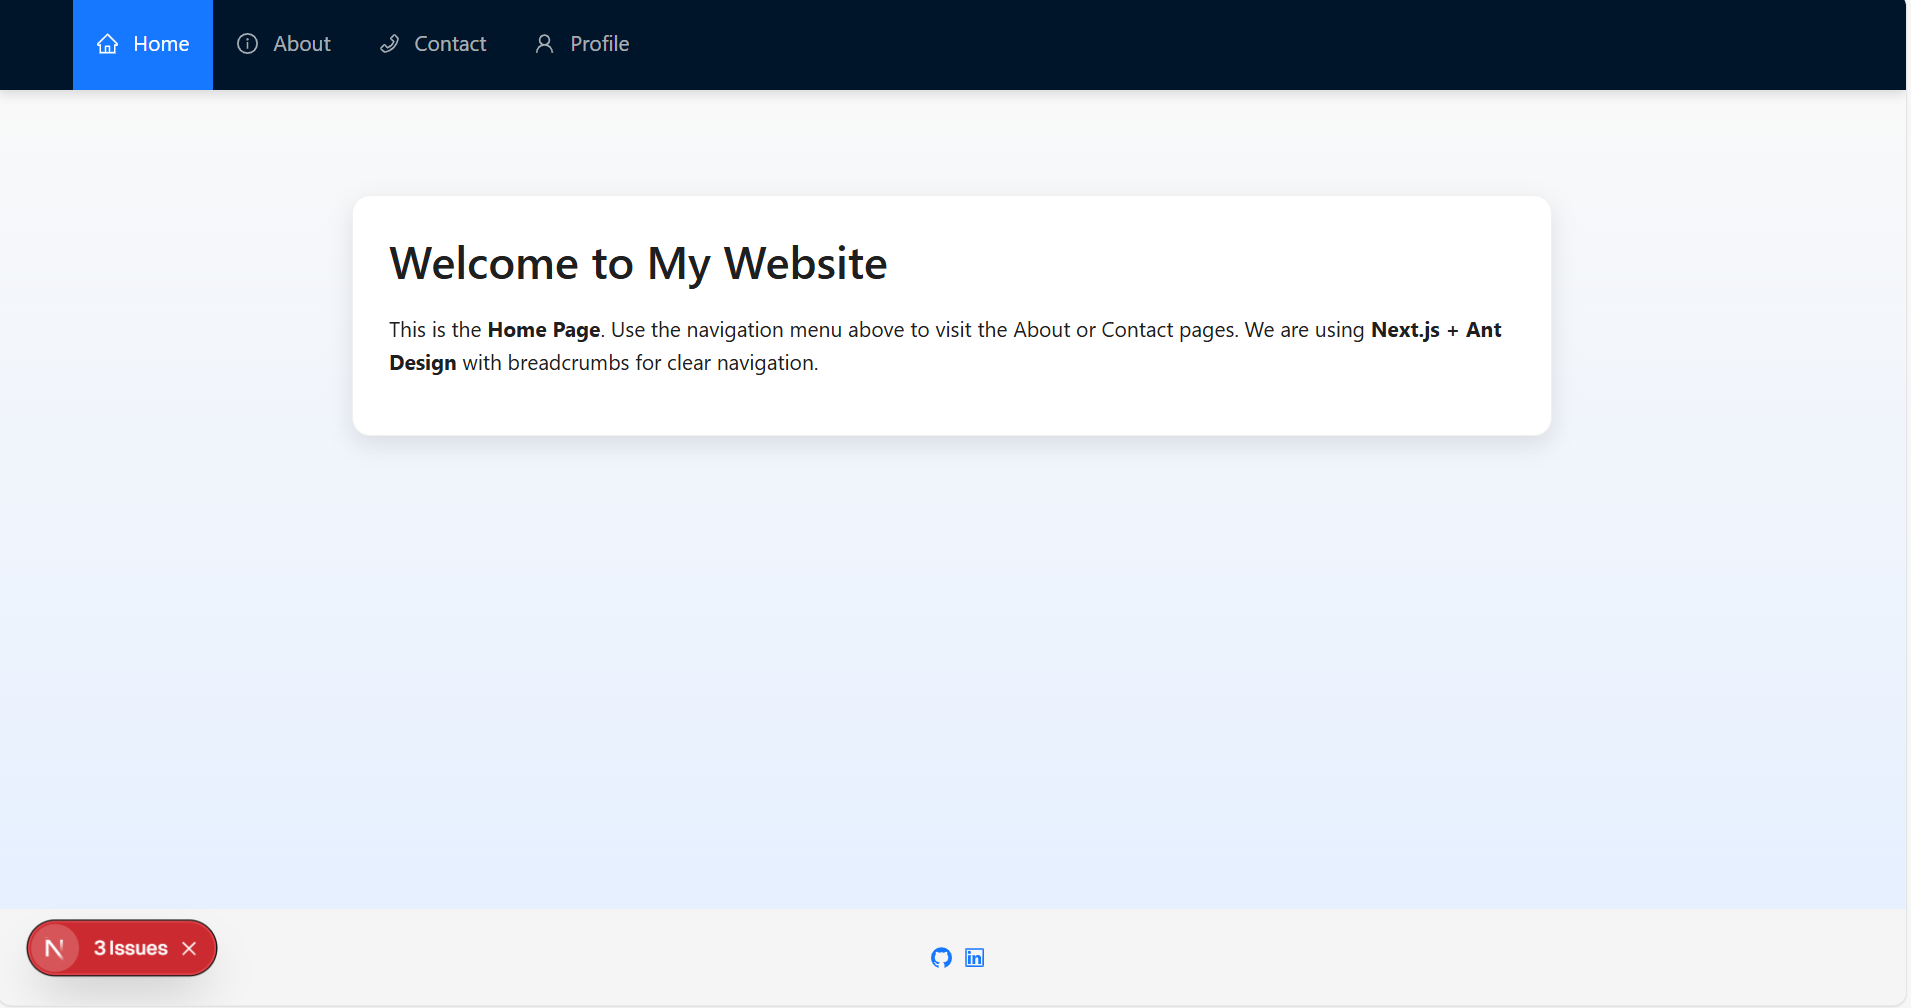 Home About Contact Profile
Welcome to My Website
This is the Home Page. Use the navigation menu above to visit the About or Contact pages. We are using Next.js + Ant
Design with breadcrumbs for clear navigation.
N 3 Issues
in